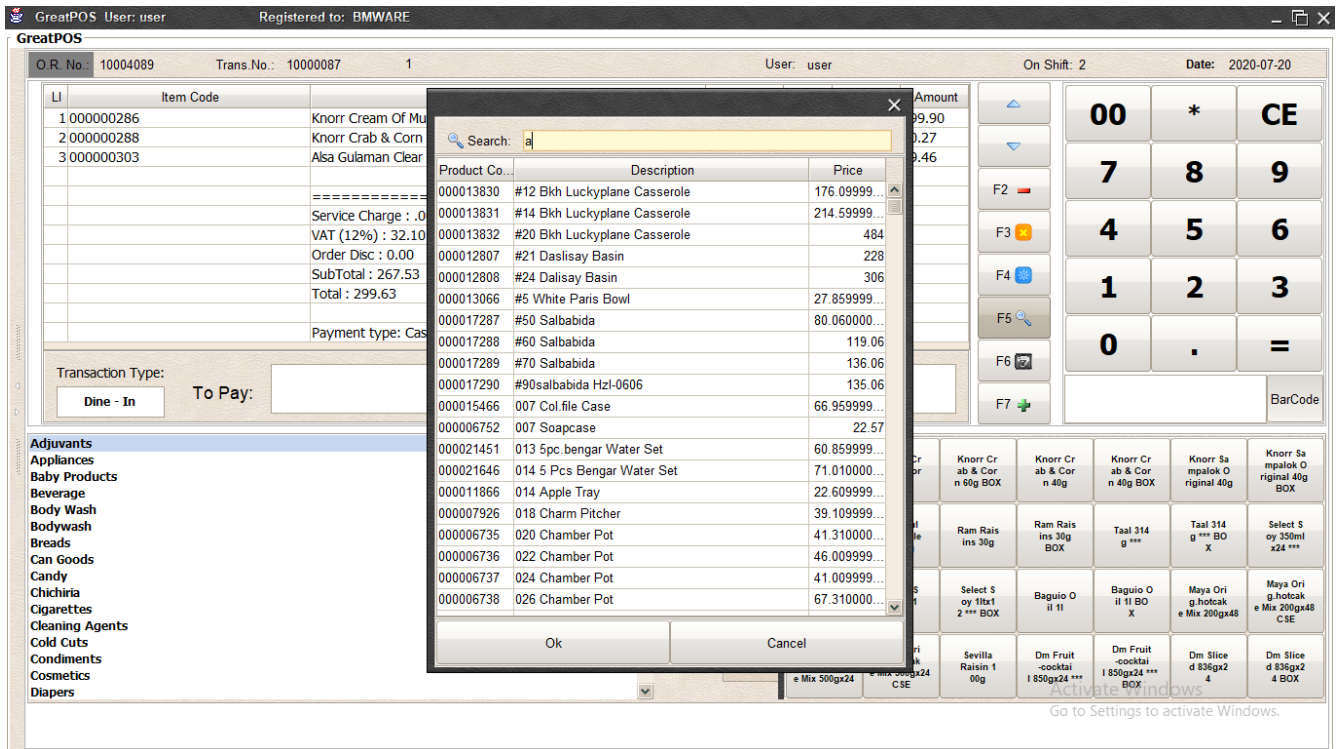 GreatPOS User: user Registered to: BMWARE
GreatPOS
O.R. No.: 10004089 Trans.No.: 10000087 1 User: user On Shift: 2 Date: 2020-07-20
LI Item Code Amount
1 000000286 Knorr Cream Of Mu 99.90
2 000000288 Knorr Crab & Corn 0.27
3 000000303 Alsa Gulaman Clear 9.46
=============
Service Charge : .0
VAT (12%) : 32.10
Order Disc : 0.00
SubTotal : 267.53
Total : 299.63
Payment type: Cas
Transaction Type:
Dine - In
To Pay:
Search: a
Product Co... Description Price
000013830 #12 Bkh Luckyplane Casserole 176.09999...
000013831 #14 Bkh Luckyplane Casserole 214.59999...
000013832 #20 Bkh Luckyplane Casserole 484
000012807 #21 Daslisay Basin 228
000012808 #24 Dalisay Basin 306
000013066 #5 White Paris Bowl 27.859999...
000017287 #50 Salbabida 80.060000...
000017288 #60 Salbabida 119.06
000017289 #70 Salbabida 136.06
000017290 #90salbabida Hzl-0606 135.06
000015466 007 Col.file Case 66.959999...
000006752 007 Soapcase 22.57
000021451 013 5pc.bengar Water Set 60.859999...
000021646 014 5 Pcs Bengar Water Set 71.010000...
000011866 014 Apple Tray 22.609999...
000007926 018 Charm Pitcher 39.109999...
000006735 020 Chamber Pot 41.310000...
000006736 022 Chamber Pot 46.009999...
000006737 024 Chamber Pot 41.009999...
000006738 026 Chamber Pot 67.310000...
Ok Cancel
F2
F3
F4
F5
F6
F7
00 * CE
7 8 9
4 5 6
1 2 3
0 . =
BarCode
Adjuvants
Appliances
Baby Products
Beverage
Body Wash
Bodywash
Breads
Can Goods
Candy
Chichiria
Cigarettes
Cleaning Agents
Cold Cuts
Condiments
Cosmetics
Diapers
Knorr Cr
ab & Cor
n 60g BOX
Knorr Cr
ab & Cor
n 40g
Knorr Cr
ab & Cor
n 40g BOX
Knorr Sa
mpalok O
riginal 40g
Knorr Sa
mpalok O
riginal 40g
BOX
Ram Rais
ins 30g
Ram Rais
ins 30g
BOX
Taal 314
g ***
Taal 314
g *** BO
X
Select S
oy 350ml
x24 ***
Select S
oy 1ltx1
2 *** BOX
Baguio O
il 1l
Baguio O
il 1l BO
X
Maya Ori
g.hotcak
e Mix 200gx48
Maya Ori
g.hotcak
e Mix 200gx48
CSE
e Mix 500gx24
e Mix 500gx24
CSE
Sevilla
Raisin 1
00g
Dm Fruit
-cocktai
l 850gx24 ***
Dm Fruit
-cocktai
l 850gx24 ***
BOX
Dm Slice
d 836gx2
4
Dm Slice
d 836gx2
4 BOX
Activate Windows
Go to Settings to activate Windows.